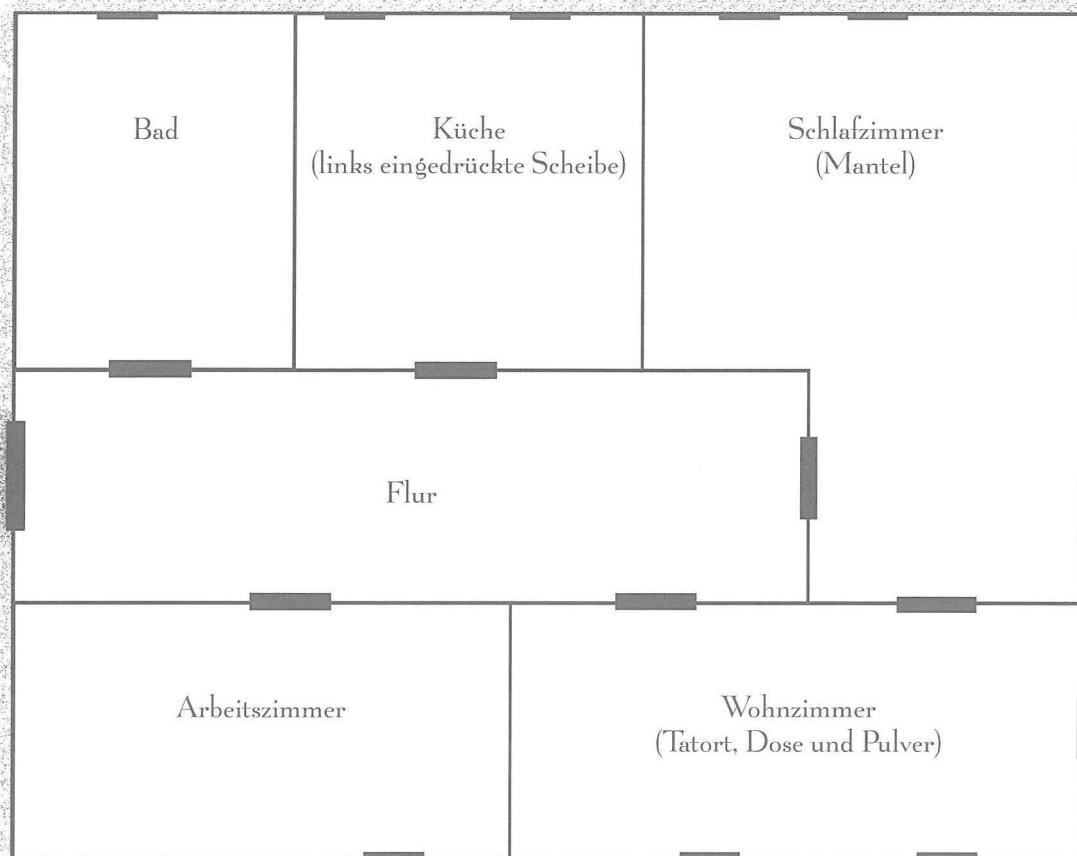 Bad
Küche
(links eingedrückte Scheibe)
Schlafzimmer
(Mantel)
Flur
Arbeitszimmer
Wohnzimmer
(Tatort, Dose und Pulver)